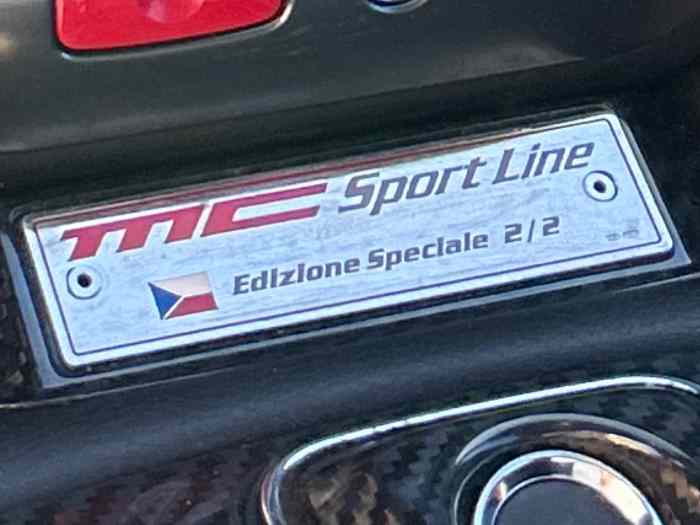 MC Sport Line
Edizione Speciale 2/2